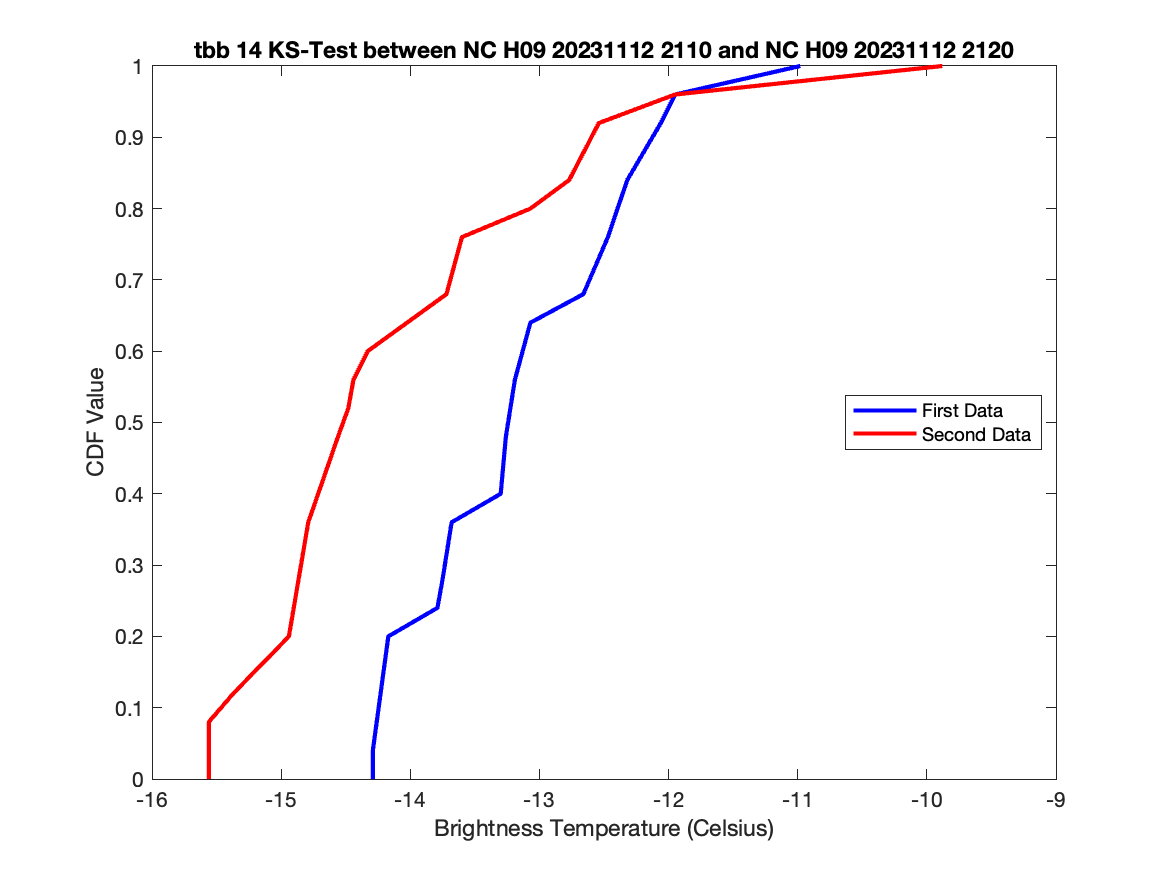 tbb 14 KS-Test between NC H09 20231112 2110 and NC H09 20231112 2120
1
0.9
0.8
0.7
0.6
0.5
0.4
0.3
0.2
0.1
0
CDF Value
First Data
Second Data
-16 -15 -14 -13 -12 -11 -10 -9
Brightness Temperature (Celsius)